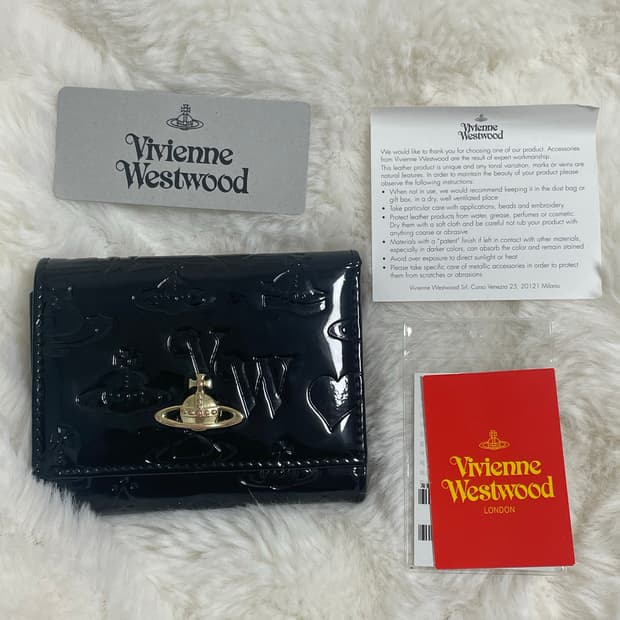 Vivienne
Westwood
Vivienne
Westwood
We would like to thank you for choosing one of our product. Accessories
from Vivienne Westwood are the result of expert workmanship.
This leather product is unique and any tonal variation, marks or veins are
natural features. In order to maintain the beauty of your product please
observe the following instructions:
• When not in use, we would recommend keeping it in the dust bag or
gift box, in a dry, well ventilated place
• Take particular care with applications, beads and embroidery.
• Protect leather products from water, grease, perfumes or cosmetic.
Dry them with a soft cloth and be careful not rub your product with
anything coarse or abrasive
• Materials with a "patent" finish if left in contact with other materials,
especially in darker colors, can absorb the color and remain stained
• Avoid over exposure to direct sunlight or heat
• Please take specific care of metallic accessories in order to protect
them from scratches or abrasions
Vivienne Westwood Srl, Corso Venezia 25, 20121 Milano
V W
Vivienne
Westwood
LONDON